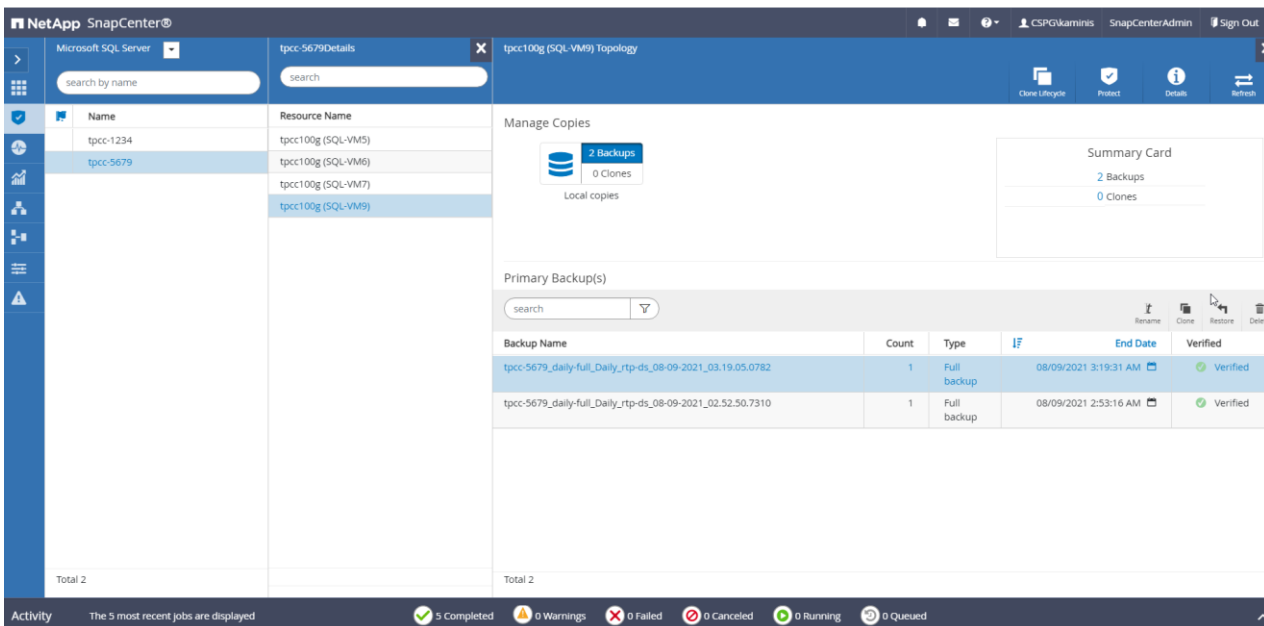 NetApp SnapCenter®
CSPG\kaminis SnapCenterAdmin Sign Out
Microsoft SQL Server
search by name
Name
tpcc-1234
tpcc-5679
Total 2
tpcc-5679Details
search
Resource Name
tpcc100g (SQL-VM5)
tpcc100g (SQL-VM6)
tpcc100g (SQL-VM7)
tpcc100g (SQL-VM9)
tpcc100g (SQL-VM9) Topology
Clone Lifecycle Protect Details Refresh
Manage Copies
2 Backups
0 Clones
Local copies
Summary Card
2 Backups
0 Clones
Primary Backup(s)
search
Rename Clone Restore Dele
Backup Name Count Type End Date Verified
tpcc-5679_daily-full_Daily_rtp-ds_08-09-2021_03.19.05.0782 1 Full backup 08/09/2021 3:19:31 AM Verified
tpcc-5679_daily-full_Daily_rtp-ds_08-09-2021_02.52.50.7310 1 Full backup 08/09/2021 2:53:16 AM Verified
Total 2
Activity The 5 most recent jobs are displayed 5 Completed 0 Warnings 0 Failed 0 Canceled 0 Running 0 Queued